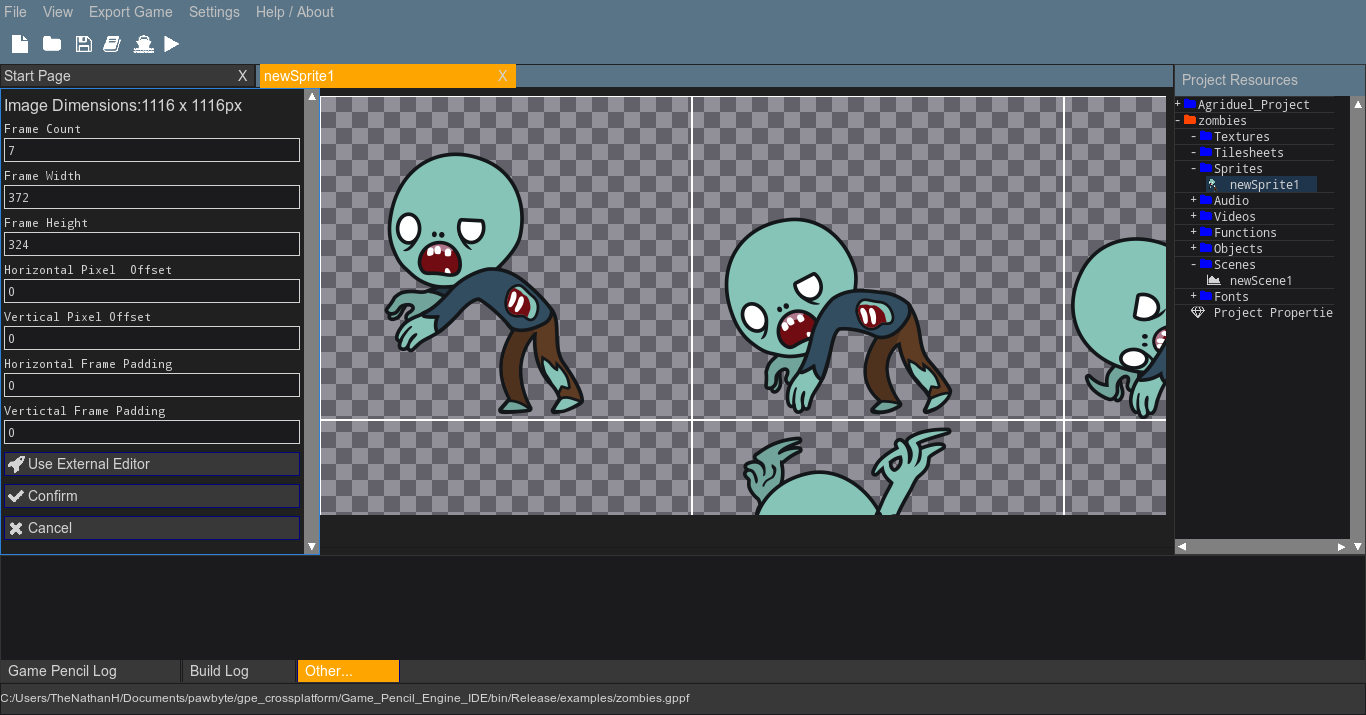 File View Export Game Settings Help / About
Start Page X newSprite1 X
Project Resources
Image Dimensions:1116 x 1116px
Frame Count
7
Frame Width
372
Frame Height
324
Horizontal Pixel  Offset
0
Vertical Pixel Offset
0
Horizontal Frame Padding
0
Vertictal Frame Padding
0
Use External Editor
Confirm
Cancel
+ Agriduel_Project
- zombies
- Textures
- Tilesheets
- Sprites
newSprite1
+ Audio
+ Videos
+ Functions
+ Objects
- Scenes
newScene1
+ Fonts
Project Propertie
Game Pencil Log Build Log Other...
C:/Users/TheNathanH/Documents/pawbyte/gpe_crossplatform/Game_Pencil_Engine_IDE/bin/Release/examples/zombies.gppf